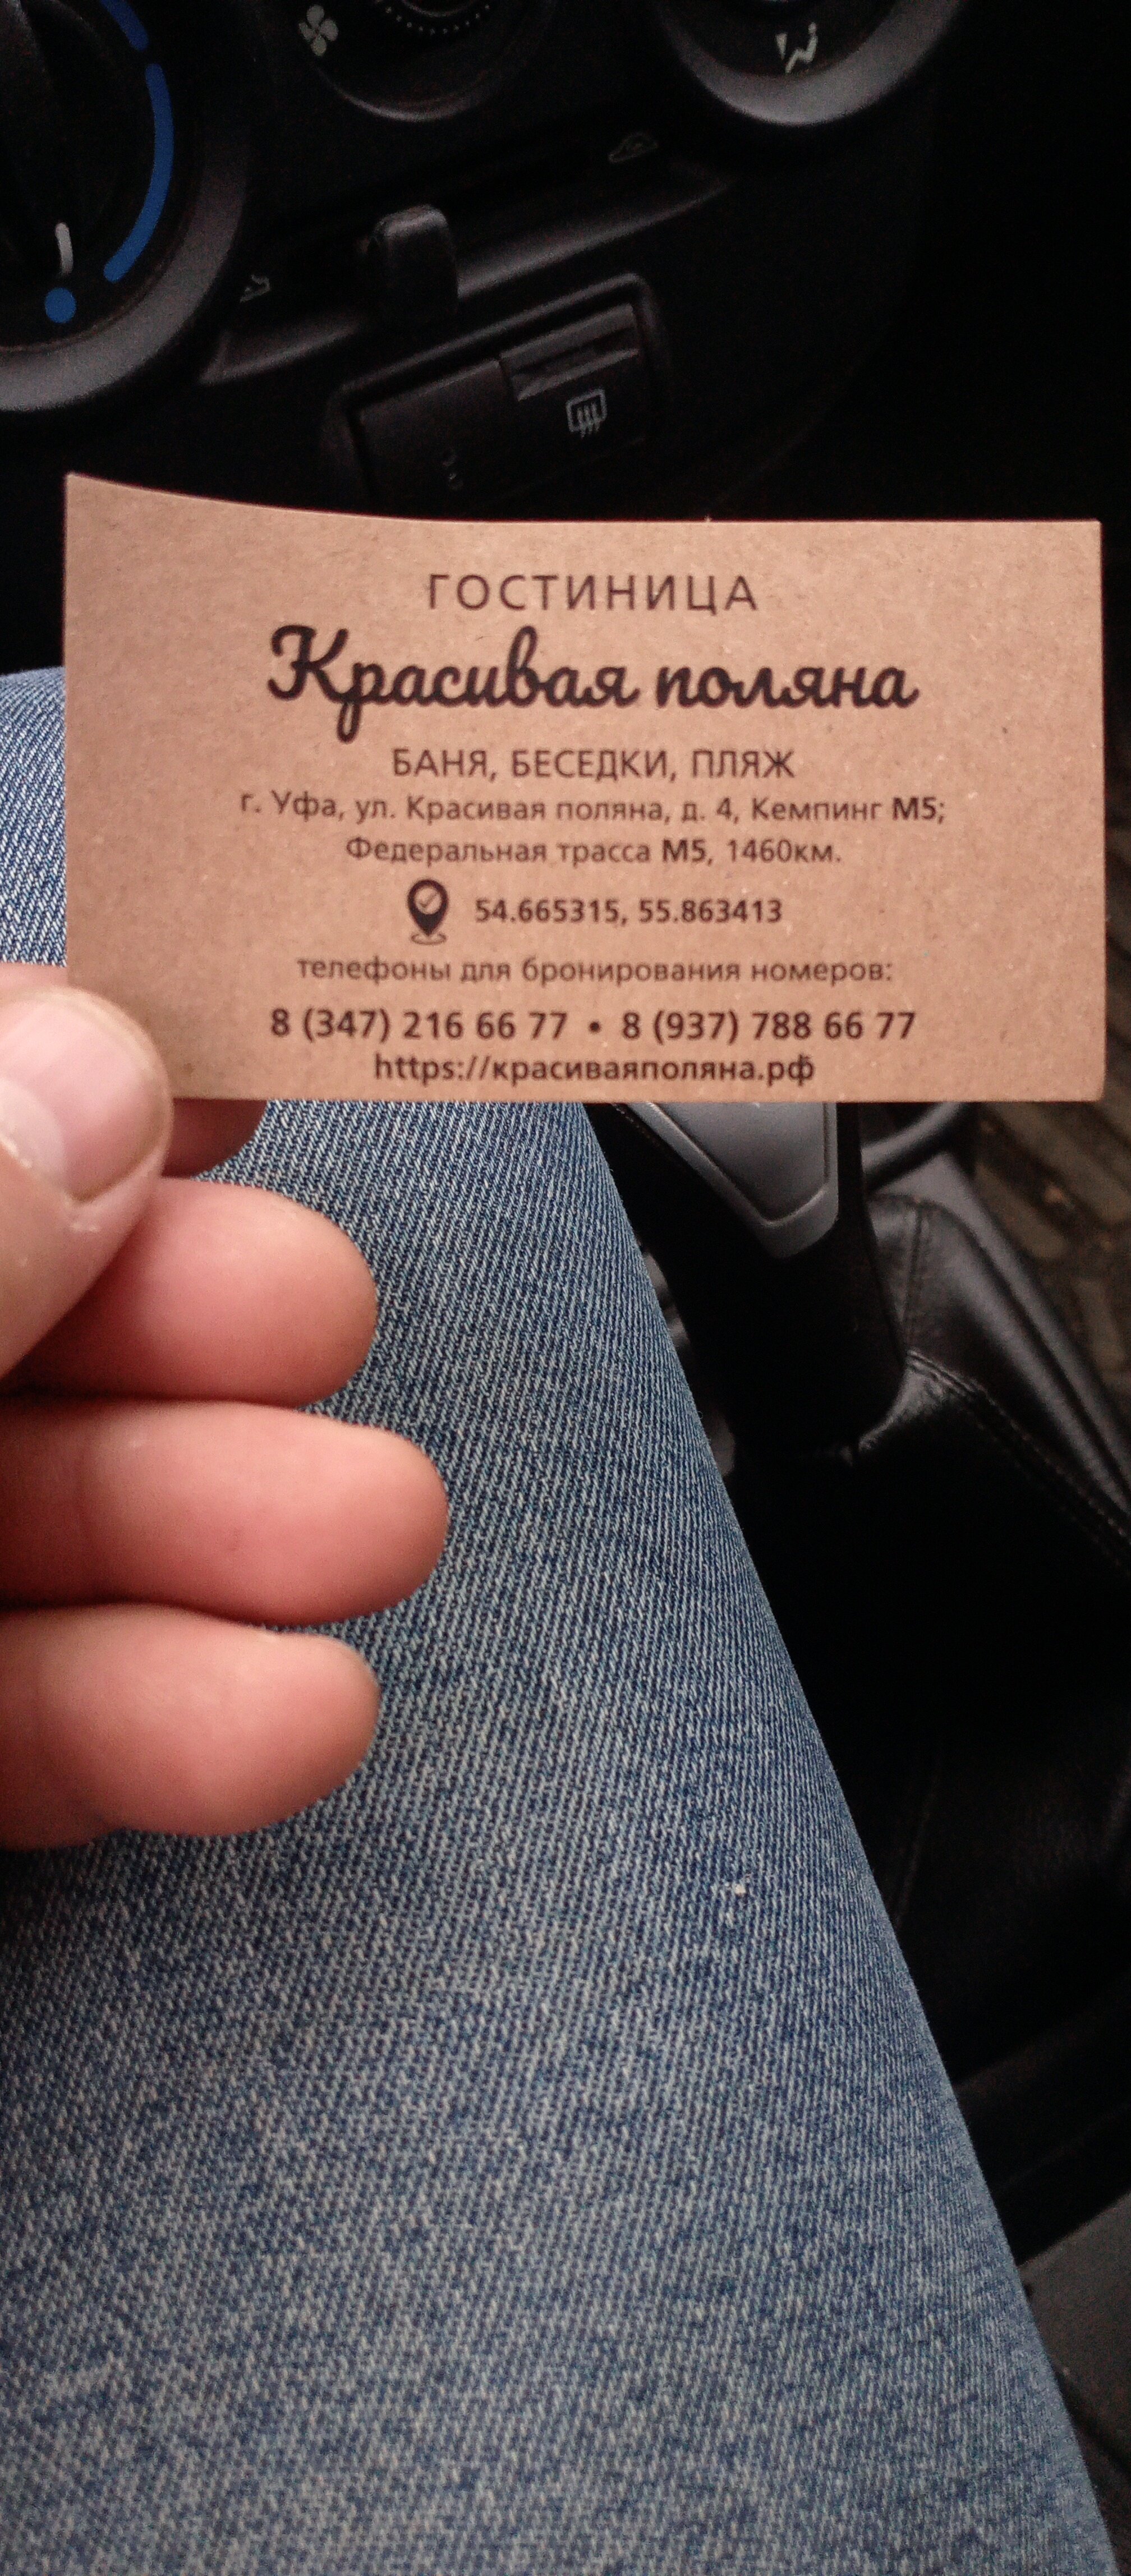 ГОСТИНИЦА
Красивая поляна
БАНЯ, БЕСЕДКИ, ПЛЯЖ
г. Уфа, ул. Красивая поляна, д. 4, Кемпинг М5;
Федеральная трасса М5, 1460км.
54.665315, 55.863413
телефоны для бронирования номеров:
8 (347) 216 66 77 • 8 (937) 788 66 77
https://красиваяполяна.рф